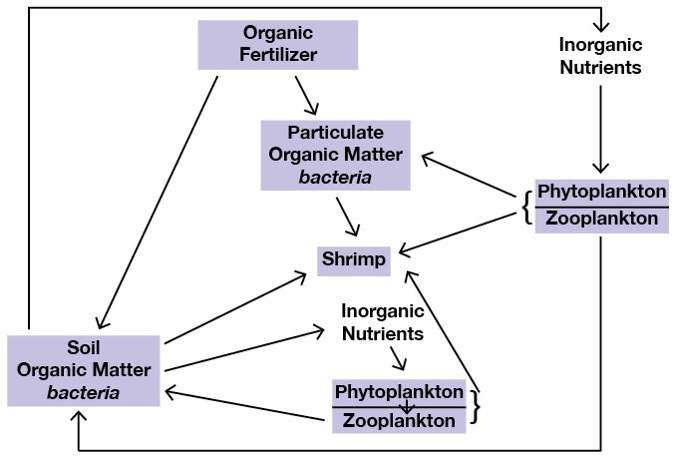 Organic
Fertilizer
Inorganic
Nutrients
Particulate
Organic Matter
bacteria
Phytoplankton
Zooplankton
Shrimp
Inorganic
Nutrients
Soil
Organic Matter
bacteria
Phytoplankton
Zooplankton